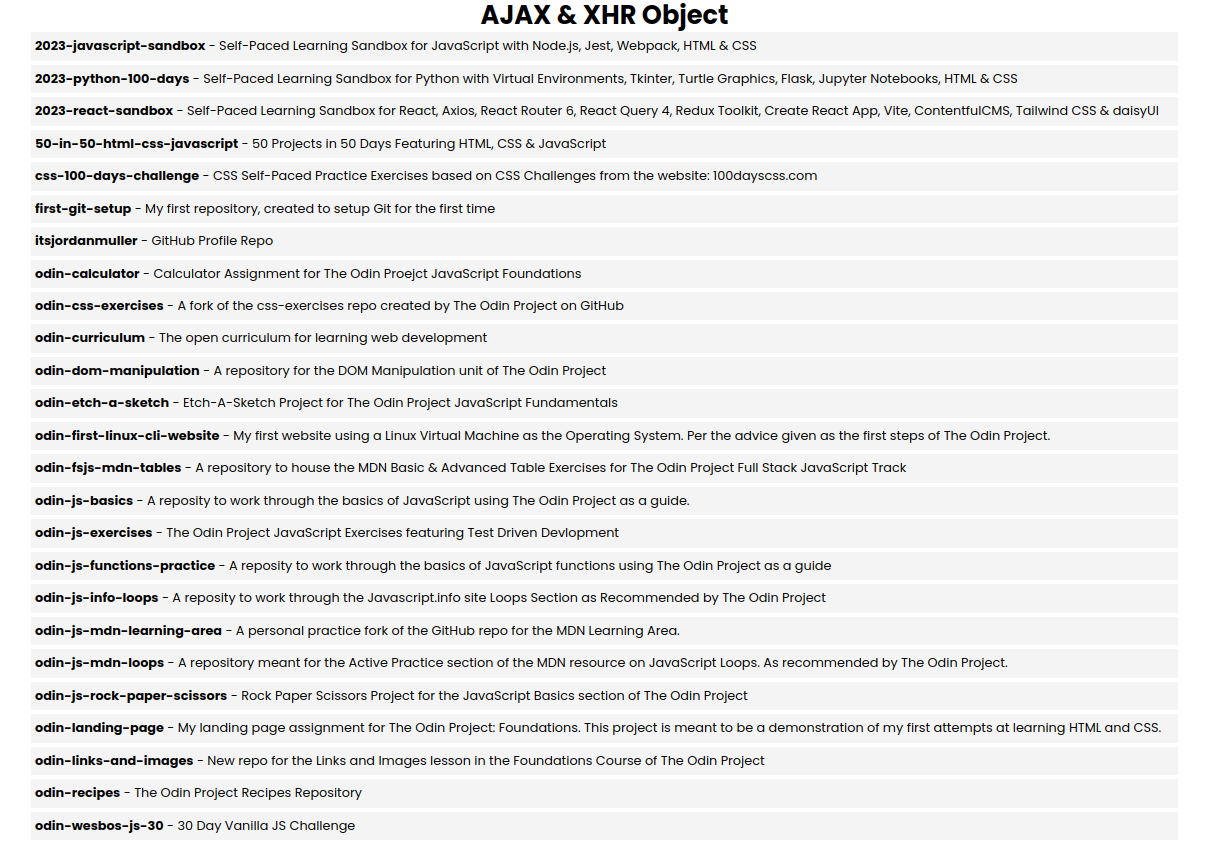 AJAX & XHR Object
2023-javascript-sandbox - Self-Paced Learning Sandbox for JavaScript with Node.js, Jest, Webpack, HTML & CSS
2023-python-100-days - Self-Paced Learning Sandbox for Python with Virtual Environments, Tkinter, Turtle Graphics, Flask, Jupyter Notebooks, HTML & CSS
2023-react-sandbox - Self-Paced Learning Sandbox for React, Axios, React Router 6, React Query 4, Redux Toolkit, Create React App, Vite, ContentfulCMS, Tailwind CSS & daisyUI
50-in-50-html-css-javascript - 50 Projects in 50 Days Featuring HTML, CSS & JavaScript
css-100-days-challenge - CSS Self-Paced Practice Exercises based on CSS Challenges from the website: 100dayscss.com
first-git-setup - My first repository, created to setup Git for the first time
itsjordanmuller - GitHub Profile Repo
odin-calculator - Calculator Assignment for The Odin Proejct JavaScript Foundations
odin-css-exercises - A fork of the css-exercises repo created by The Odin Project on GitHub
odin-curriculum - The open curriculum for learning web development
odin-dom-manipulation - A repository for the DOM Manipulation unit of The Odin Project
odin-etch-a-sketch - Etch-A-Sketch Project for The Odin Project JavaScript Fundamentals
odin-first-linux-cli-website - My first website using a Linux Virtual Machine as the Operating System. Per the advice given as the first steps of The Odin Project.
odin-fsjs-mdn-tables - A repository to house the MDN Basic & Advanced Table Exercises for The Odin Project Full Stack JavaScript Track
odin-js-basics - A reposity to work through the basics of JavaScript using The Odin Project as a guide.
odin-js-exercises - The Odin Project JavaScript Exercises featuring Test Driven Devlopment
odin-js-functions-practice - A reposity to work through the basics of JavaScript functions using The Odin Project as a guide
odin-js-info-loops - A reposity to work through the Javascript.info site Loops Section as Recommended by The Odin Project
odin-js-mdn-learning-area - A personal practice fork of the GitHub repo for the MDN Learning Area.
odin-js-mdn-loops - A repository meant for the Active Practice section of the MDN resource on JavaScript Loops. As recommended by The Odin Project.
odin-js-rock-paper-scissors - Rock Paper Scissors Project for the JavaScript Basics section of The Odin Project
odin-landing-page - My landing page assignment for The Odin Project: Foundations. This project is meant to be a demonstration of my first attempts at learning HTML and CSS.
odin-links-and-images - New repo for the Links and Images lesson in the Foundations Course of The Odin Project
odin-recipes - The Odin Project Recipes Repository
odin-wesbos-js-30 - 30 Day Vanilla JS Challenge